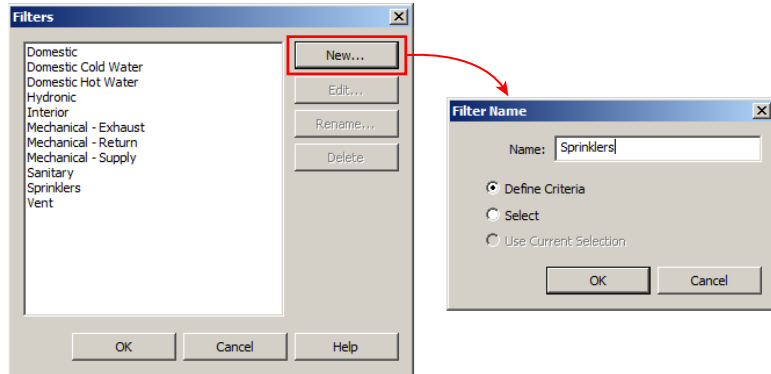 Filters
Domestic
Domestic Cold Water
Domestic Hot Water
Hydronic
Interior
Mechanical - Exhaust
Mechanical - Return
Mechanical - Supply
Sanitary
Sprinklers
Vent
New...
Edit...
Rename...
Delete
OK
Cancel
Help
Filter Name
Name: Sprinklers
Define Criteria
Select
Use Current Selection
OK
Cancel